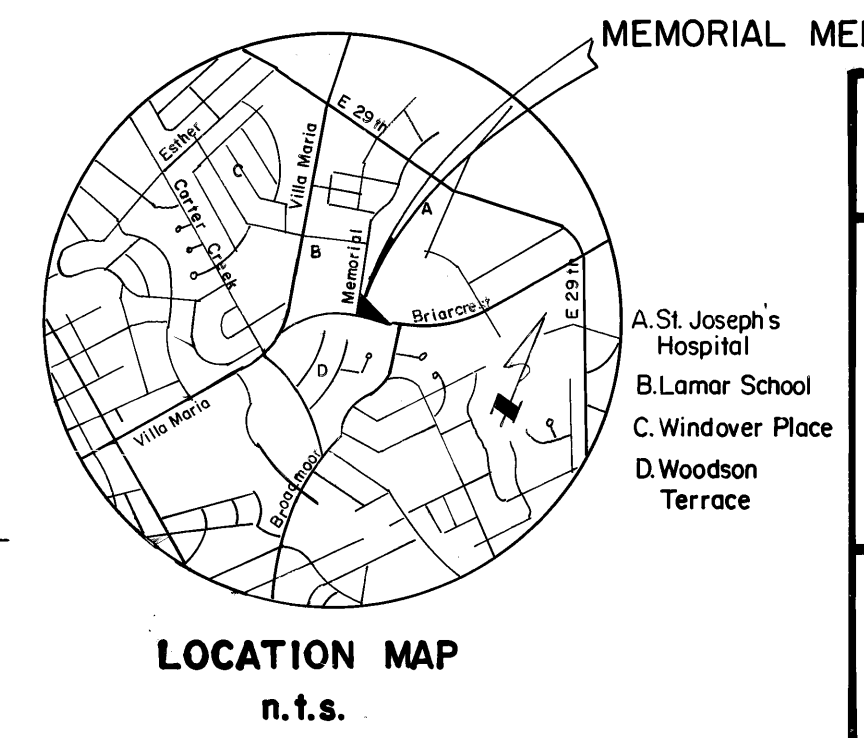 MEMORIAL
E 29th
Esther
Villa Maria
C
Carter Creek
A
B
Memorial
E 29th
Briarcrest
D
Villa Maria
Broadmoor
A. St. Joseph's
Hospital
B. Lamar School
C. Windover Place
D. Woodson
Terrace
LOCATION MAP
n.t.s.